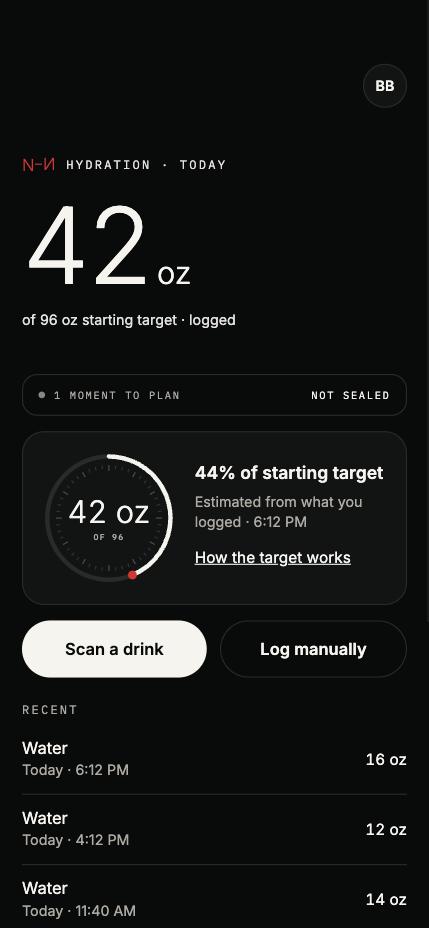 BB
N–И HYDRATION · TODAY
42 oz
of 96 oz starting target · logged
1 MOMENT TO PLAN NOT SEALED
42 oz
OF 96
44% of starting target
Estimated from what you
logged · 6:12 PM
How the target works
Scan a drink Log manually
RECENT
Water
Today · 6:12 PM
16 oz
Water
Today · 4:12 PM
12 oz
Water
Today · 11:40 AM
14 oz